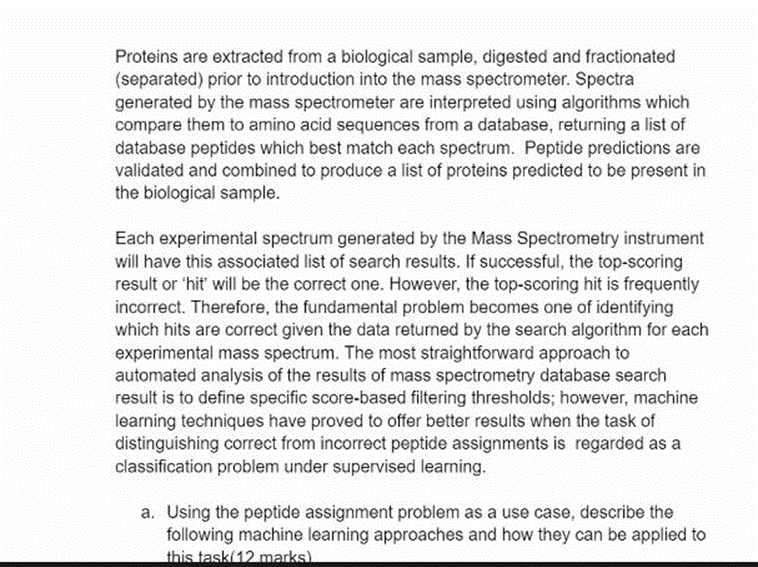 Proteins are extracted from a biological sample, digested and fractionated
(separated) prior to introduction into the mass spectrometer. Spectra
generated by the mass spectrometer are interpreted using algorithms which
compare them to amino acid sequences from a database, returning a list of
database peptides which best match each spectrum.  Peptide predictions are
validated and combined to produce a list of proteins predicted to be present in
the biological sample.
Each experimental spectrum generated by the Mass Spectrometry instrument
will have this associated list of search results. If successful, the top-scoring
result or 'hit' will be the correct one. However, the top-scoring hit is frequently
incorrect. Therefore, the fundamental problem becomes one of identifying
which hits are correct given the data returned by the search algorithm for each
experimental mass spectrum. The most straightforward approach to
automated analysis of the results of mass spectrometry database search
result is to define specific score-based filtering thresholds; however, machine
learning techniques have proved to offer better results when the task of
distinguishing correct from incorrect peptide assignments is  regarded as a
classification problem under supervised learning.
a. Using the peptide assignment problem as a use case, describe the
following machine learning approaches and how they can be applied to
this task(12 marks)